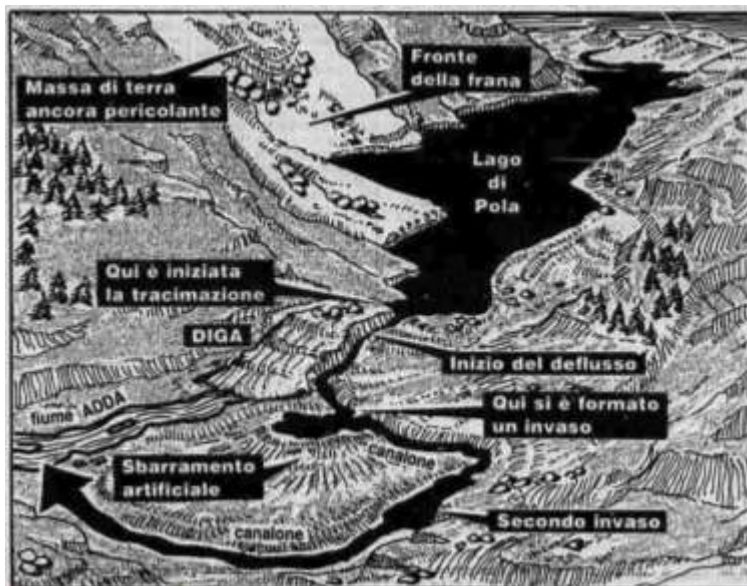 Massa di terra
ancora pericolante
Fronte
della frana
Lago
di
Pola
Qui è iniziata
la tracimazione
DIGA
Inizio del deflusso
fiume ADDA
Qui si è formato
un invaso
Sbarramento
artificiale
canalone
canalone
Secondo invaso